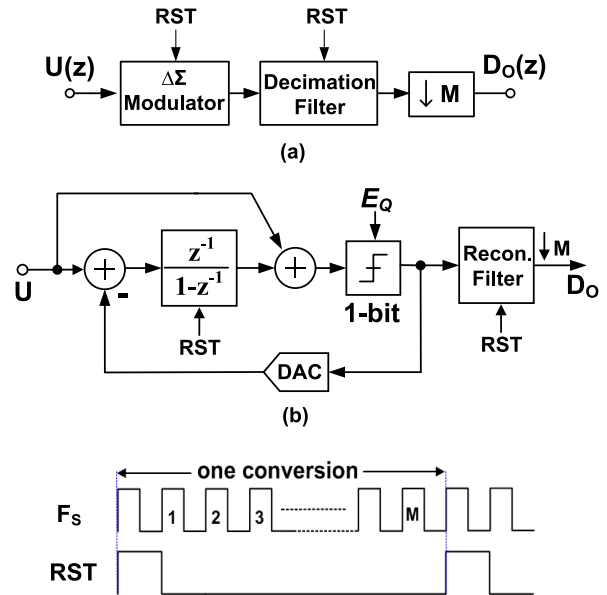 RST RST
U(z) ΔΣ Modulator Decimation Filter ↓ M D_O(z)
(a)
E_Q
U + - z^-1 / 1-z^-1 + 1-bit Recon. Filter ↓ M D_O
RST RST
DAC
(b)
one conversion
F_S 1 2 3 M
RST